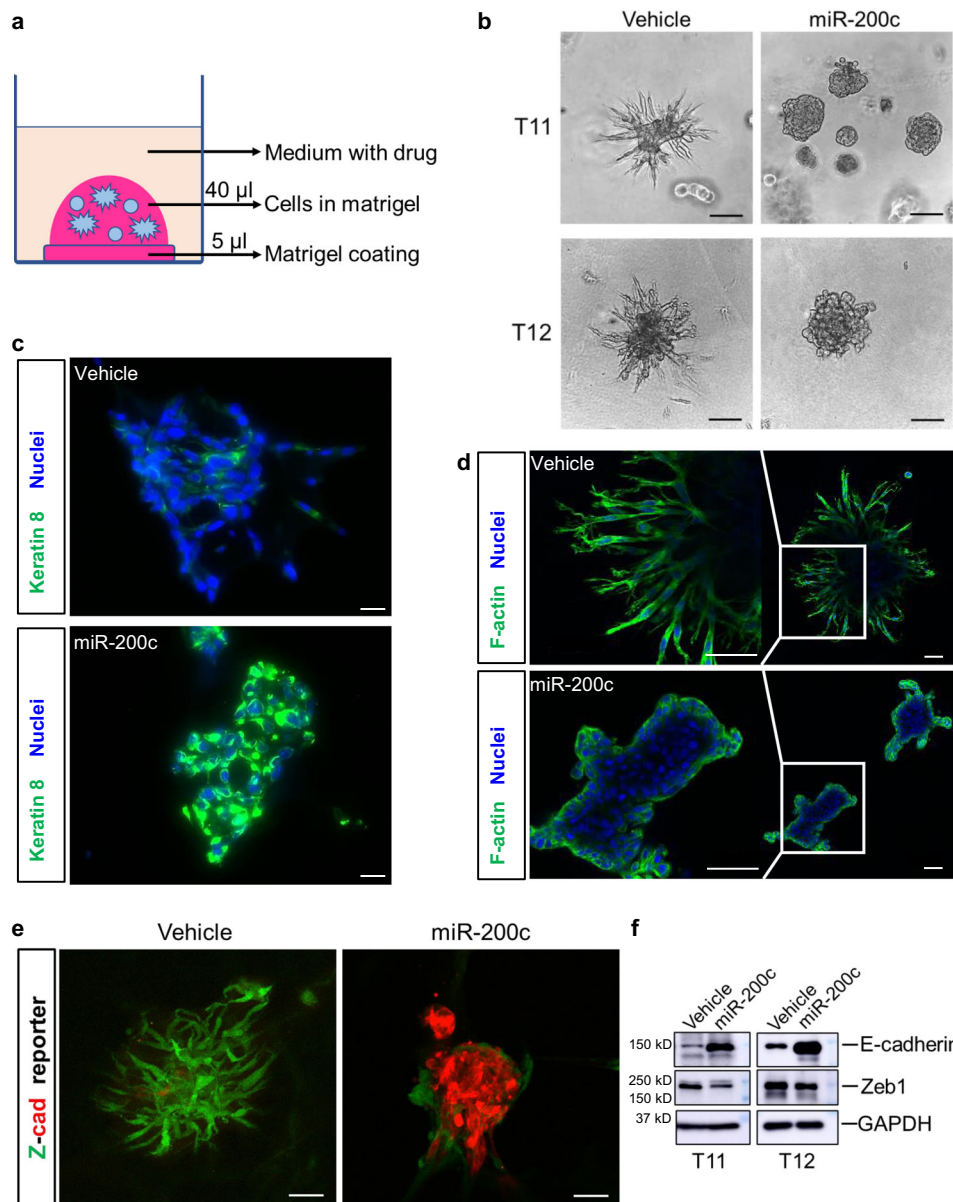 a
Medium with drug
40 µl
Cells in matrigel
5 µl
Matrigel coating
b
Vehicle
miR-200c
T11
T12
c
Keratin 8 Nuclei
Vehicle
Keratin 8 Nuclei
miR-200c
d
F-actin Nuclei
Vehicle
F-actin Nuclei
miR-200c
e
Vehicle
miR-200c
Z-cad reporter
f
Vehicle
miR-200c
Vehicle
miR-200c
150 kD
E-cadherin
250 kD
150 kD
Zeb1
37 kD
GAPDH
T11
T12